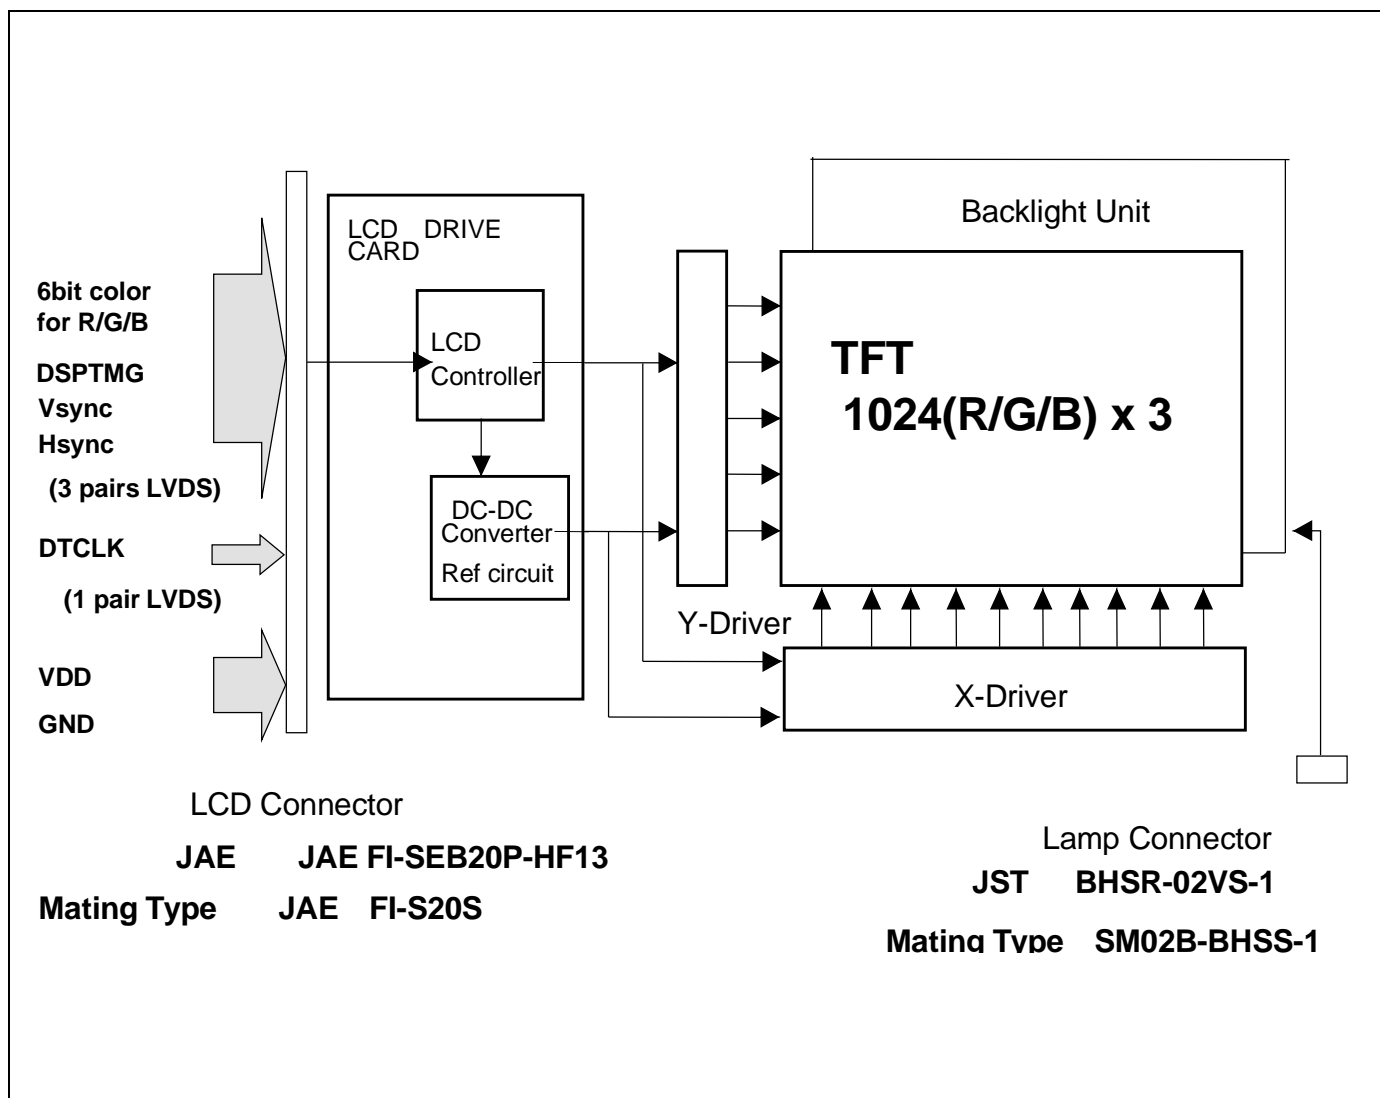 Backlight Unit
LCD DRIVE
CARD
6bit color
for R/G/B
DSPTMG
Vsync
Hsync
(3 pairs LVDS)
DTCLK
(1 pair LVDS)
VDD
GND
LCD
Controller
DC-DC
Converter
Ref circuit
TFT
1024(R/G/B) x 3
Y-Driver
X-Driver
LCD Connector
JAE JAE FI-SEB20P-HF13
Mating Type JAE FI-S20S
Lamp Connector
JST BHSR-02VS-1
Mating Type SM02B-BHSS-1